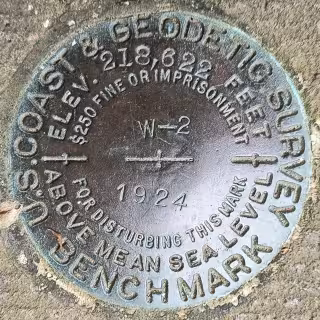 U.S. COAST & GEODETIC SURVEY
ELEV. 218,622 FEET
$250 FINE OR IMPRISONMENT
W-2
1924
FOR DISTURBING THIS MARK
ABOVE MEAN SEA LEVEL
BENCH MARK